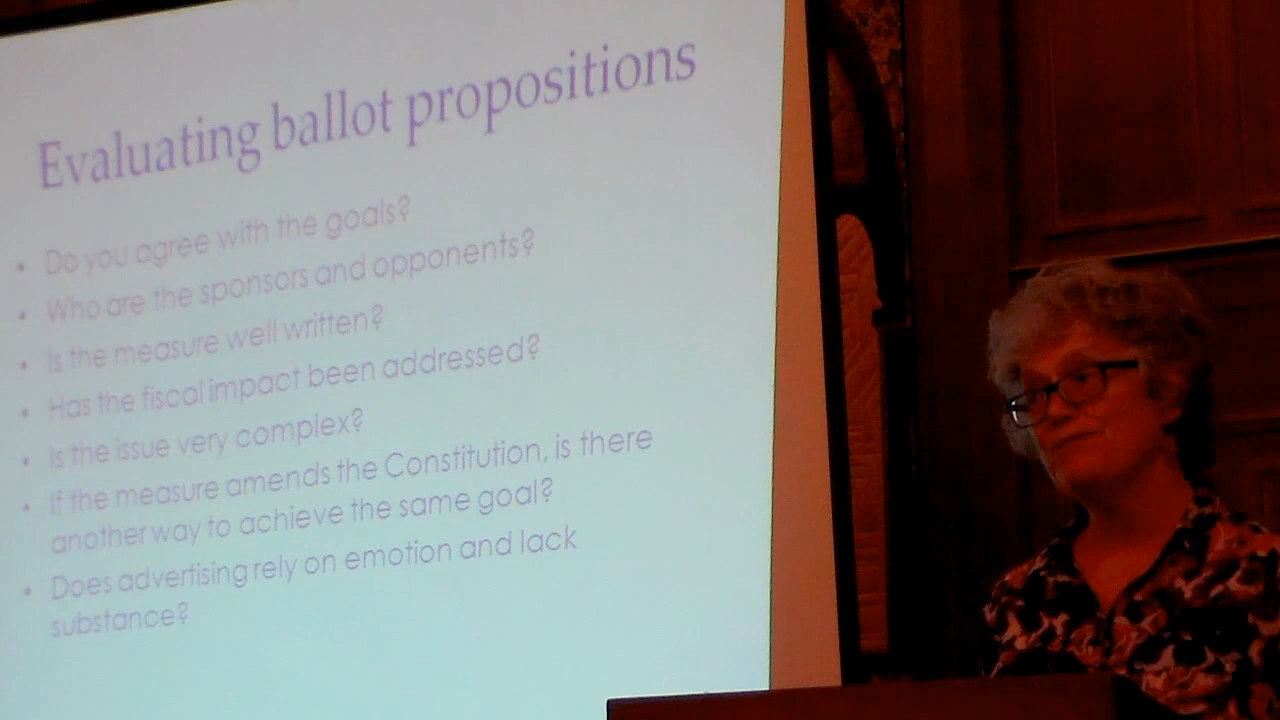 Evaluating ballot propositions
• Do you agree with the goals?
• Who are the sponsors and opponents?
• Is the measure well written?
• Has the fiscal impact been addressed?
• Is the issue very complex?
• If the measure amends the Constitution, is there
another way to achieve the same goal?
• Does advertising rely on emotion and lack
substance?